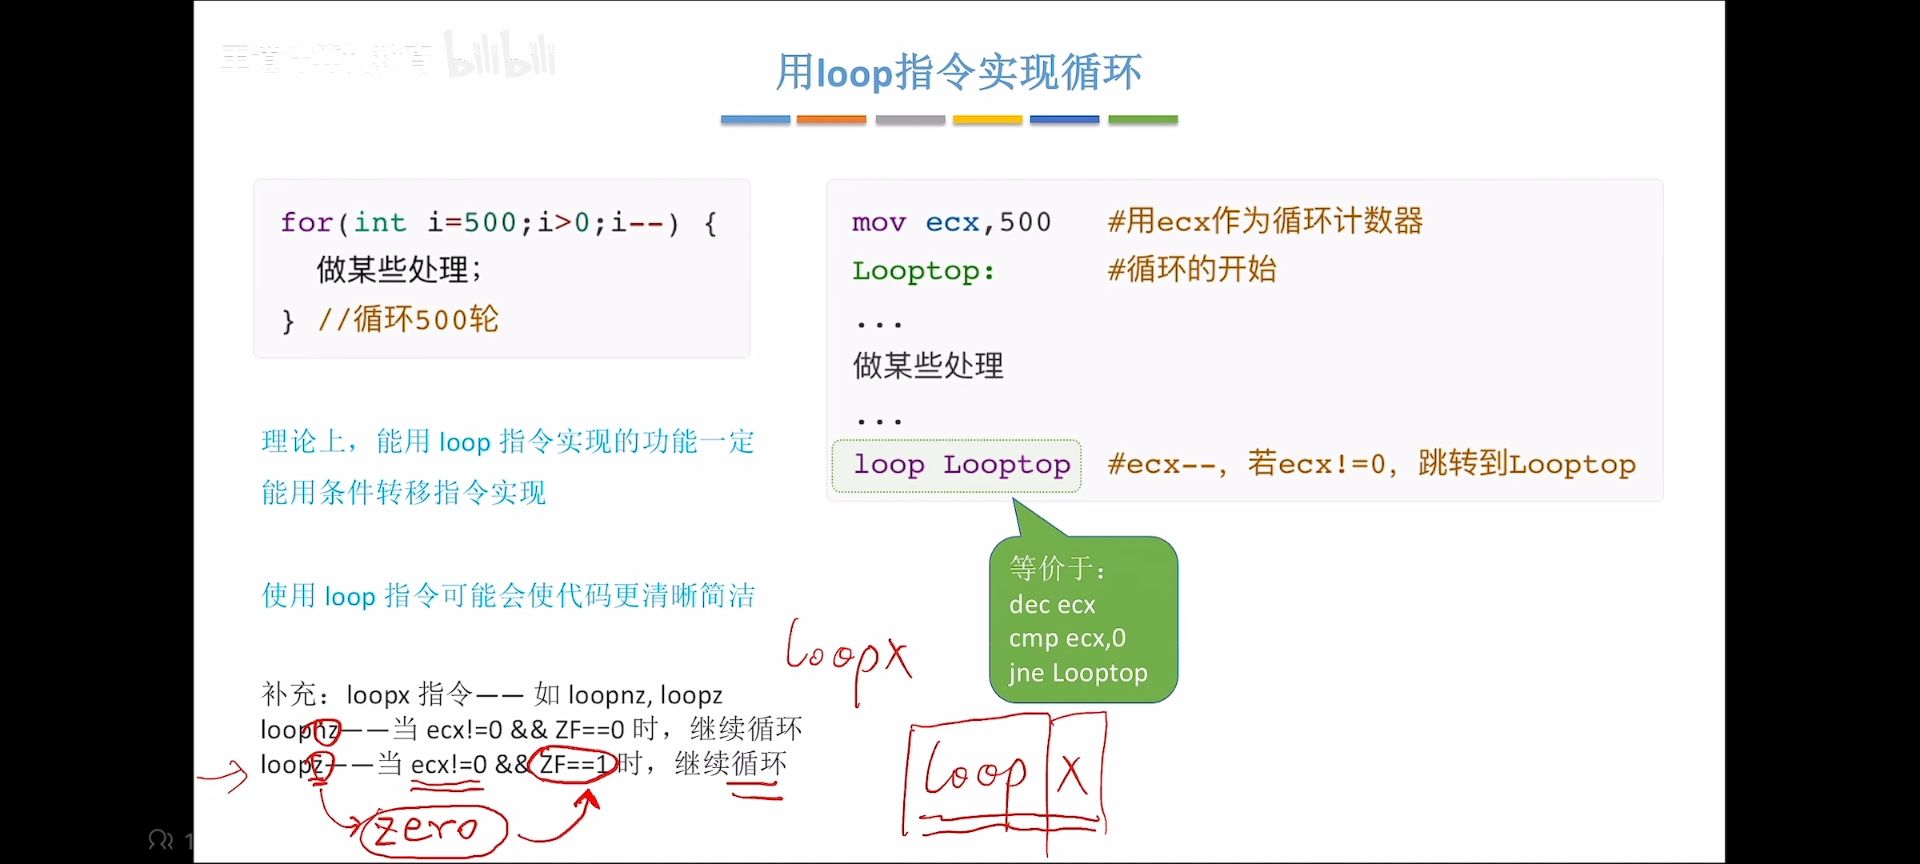 王道计算机教育 bilibili
用loop指令实现循环
for(int i=500;i>0;i--) {
做某些处理;
} //循环500轮
mov ecx,500 #用ecx作为循环计数器
Looptop: #循环的开始
...
做某些处理
...
loop Looptop #ecx--, 若ecx!=0, 跳转到Looptop
理论上，能用 loop 指令实现的功能一定
能用条件转移指令实现
使用 loop 指令可能会使代码更清晰简洁
等价于：
dec ecx
cmp ecx,0
jne Looptop
loopx
补充：loopx 指令—— 如 loopnz, loopz
loopnz——当 ecx!=0 && ZF==0 时，继续循环
loopz——当 ecx!=0 && ZF==1 时，继续循环
zero
loop x
1